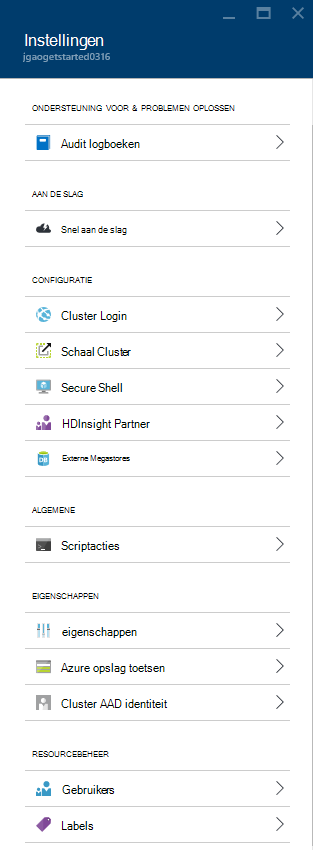 Instellingen
jgaogetstarted0316
ONDERSTEUNING VOOR & PROBLEMEN OPLOSSEN
Audit logboeken
AAN DE SLAG
Snel aan de slag
CONFIGURATIE
Cluster Login
Schaal Cluster
Secure Shell
HDInsight Partner
DB
Externe Megastores
ALGEMENE
Scriptacties
EIGENSCHAPPEN
eigenschappen
Azure opslag toetsen
Cluster AAD identiteit
RESOURCEBEHEER
Gebruikers
Labels